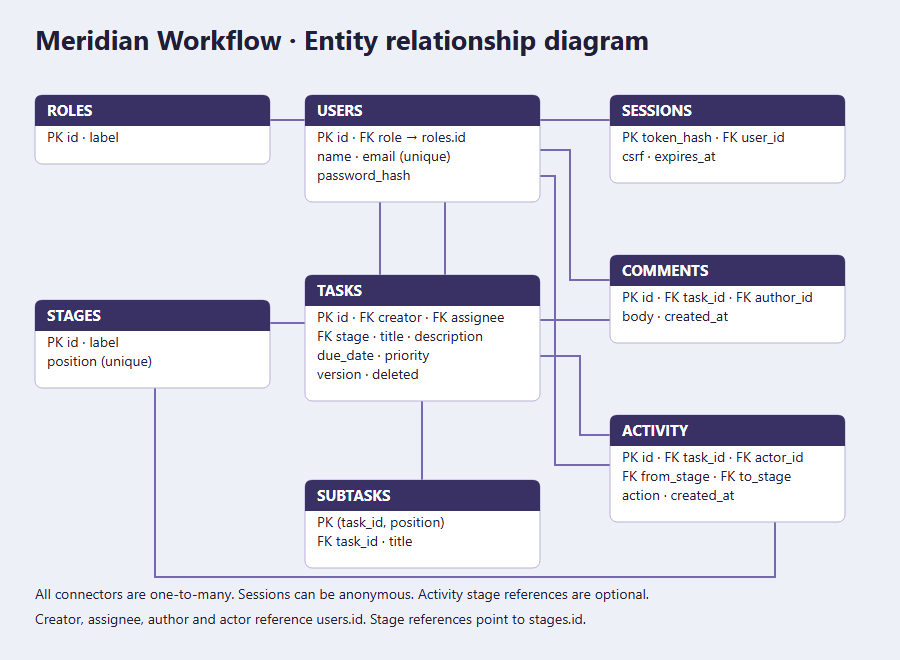 Meridian Workflow · Entity relationship diagram
ROLES
PK id · label
USERS
PK id · FK role → roles.id
name · email (unique)
password_hash
SESSIONS
PK token_hash · FK user_id
csrf · expires_at
COMMENTS
PK id · FK task_id · FK author_id
body · created_at
STAGES
PK id · label
position (unique)
TASKS
PK id · FK creator · FK assignee
FK stage · title · description
due_date · priority
version · deleted
ACTIVITY
PK id · FK task_id · FK actor_id
FK from_stage · FK to_stage
action · created_at
SUBTASKS
PK (task_id, position)
FK task_id · title
All connectors are one-to-many. Sessions can be anonymous. Activity stage references are optional.
Creator, assignee, author and actor reference users.id. Stage references point to stages.id.